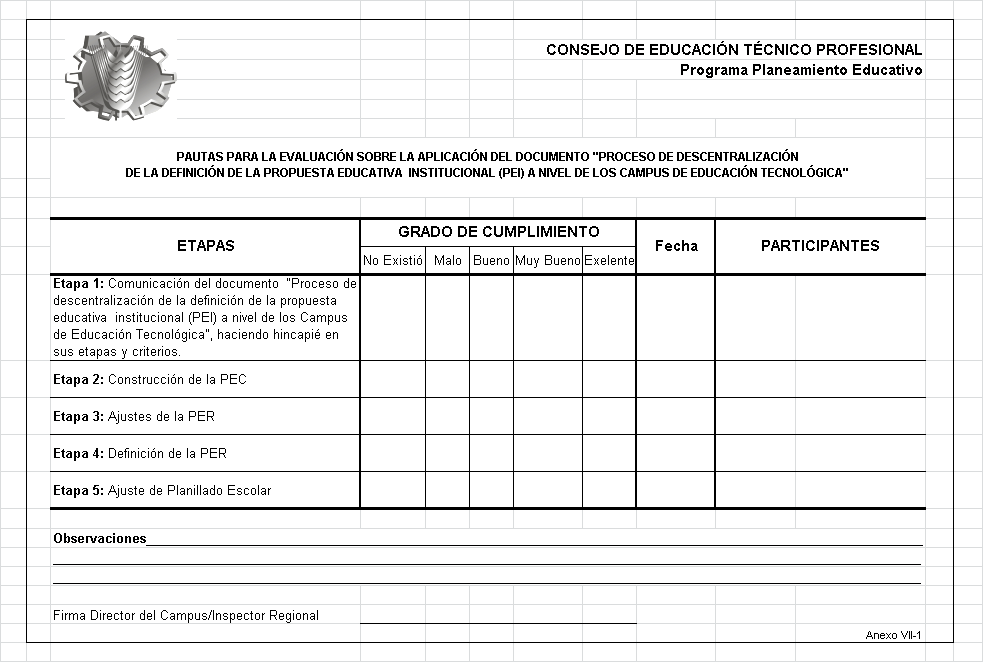 CONSEJO DE EDUCACIÓN TÉCNICO PROFESIONAL
Programa Planeamiento Educativo
PAUTAS PARA LA EVALUACIÓN SOBRE LA APLICACIÓN DEL DOCUMENTO "PROCESO DE DESCENTRALIZACIÓN
DE LA DEFINICIÓN DE LA PROPUESTA EDUCATIVA INSTITUCIONAL (PEI) A NIVEL DE LOS CAMPUS DE EDUCACIÓN TECNOLÓGICA"
ETAPAS
GRADO DE CUMPLIMIENTO
Fecha
PARTICIPANTES
No Existió Malo Bueno Muy Bueno Exelente
Etapa 1: Comunicación del documento "Proceso de
descentralización de la definición de la propuesta
educativa institucional (PEI) a nivel de los Campus
de Educación Tecnológica", haciendo hincapié en
sus etapas y criterios.
Etapa 2: Construcción de la PEC
Etapa 3: Ajustes de la PER
Etapa 4: Definición de la PER
Etapa 5: Ajuste de Planillado Escolar
Observaciones
Firma Director del Campus/Inspector Regional
Anexo VII-1